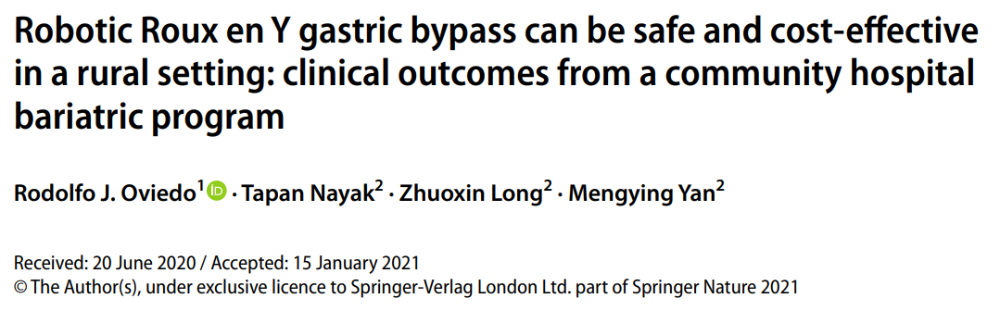 Robotic Roux en Y gastric bypass can be safe and cost-effective
in a rural setting: clinical outcomes from a community hospital
bariatric program
Rodolfo J. Oviedo1 iD · Tapan Nayak2 · Zhuoxin Long2 · Mengying Yan2
Received: 20 June 2020 / Accepted: 15 January 2021
© The Author(s), under exclusive licence to Springer-Verlag London Ltd. part of Springer Nature 2021